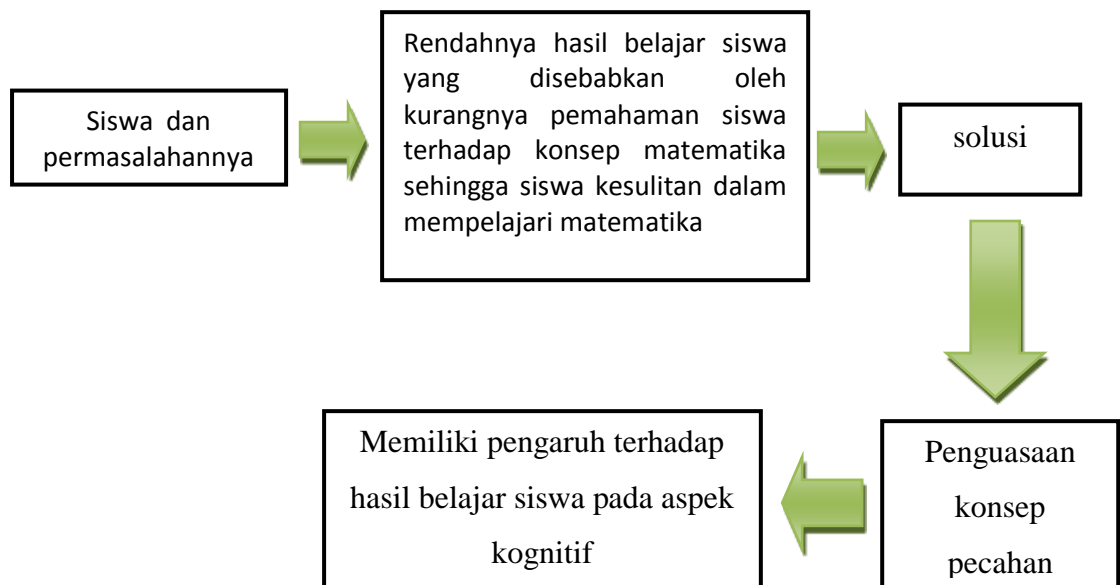 Siswa dan
permasalahannya
Rendahnya hasil belajar siswa
yang disebabkan oleh
kurangnya pemahaman siswa
terhadap konsep matematika
sehingga siswa kesulitan dalam
mempelajari matematika
solusi
Penguasaan
konsep
pecahan
Memiliki pengaruh terhadap
hasil belajar siswa pada aspek
kognitif